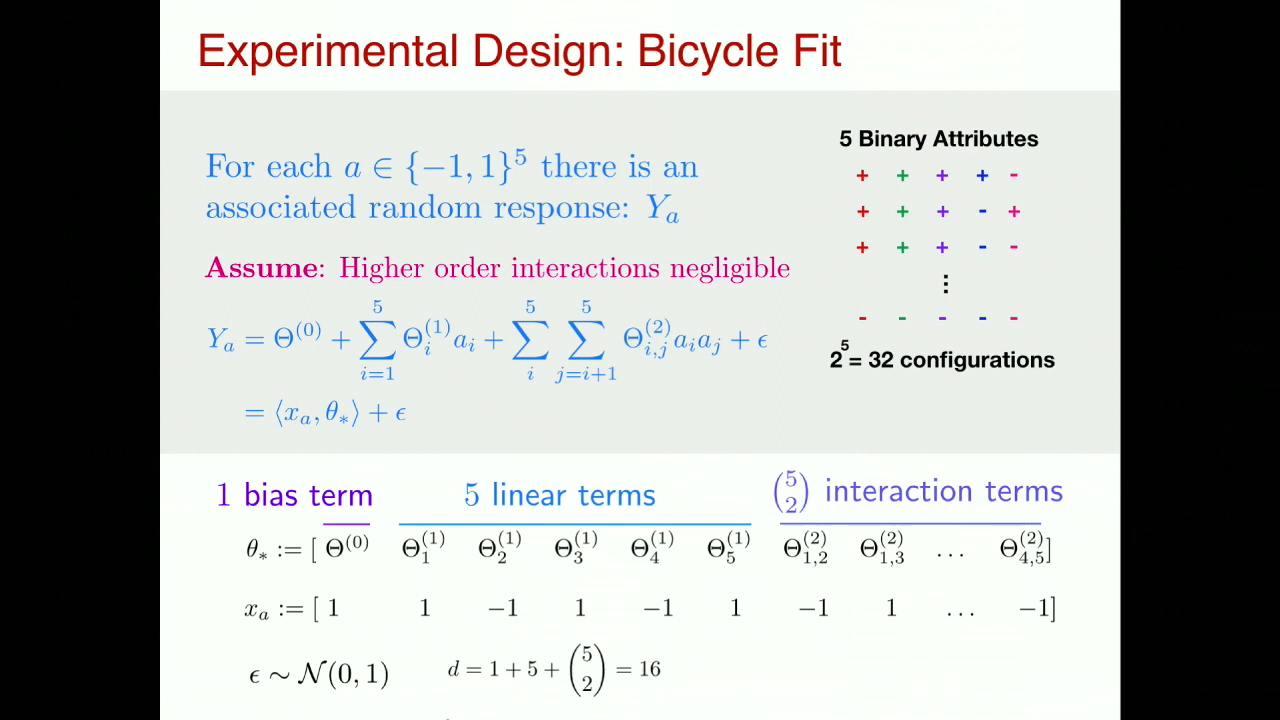 Experimental Design: Bicycle Fit
For each a ∈ {−1, 1}^5 there is an
associated random response: Y_a
Assume: Higher order interactions negligible
Y_a = Θ^(0) + ∑_{i=1}^{5} Θ_i^(1) a_i + ∑_{i}^{5} ∑_{j=i+1}^{5} Θ_{i,j}^(2) a_i a_j + ϵ
= ⟨x_a, θ_*⟩ + ϵ
5 Binary Attributes
+ + + + -
+ + + - +
+ + + - -
⋮
- - - - -
2^5 = 32 configurations
1 bias term
5 linear terms
(5 2) interaction terms
θ_* := [ Θ^(0) Θ_1^(1) Θ_2^(1) Θ_3^(1) Θ_4^(1) Θ_5^(1) Θ_{1,2}^(2) Θ_{1,3}^(2) … Θ_{4,5}^(2) ]
x_a := [ 1 1 −1 1 −1 1 −1 1 … −1 ]
ϵ ∼ N(0, 1)
d = 1 + 5 + (5 2) = 16